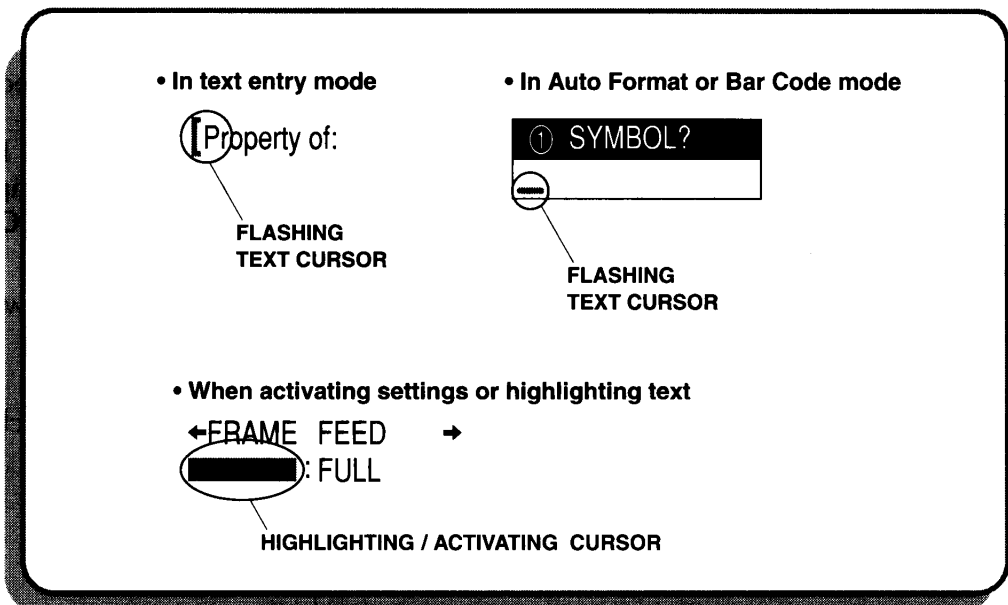 • In text entry mode
[Property of:
FLASHING
TEXT CURSOR
• In Auto Format or Bar Code mode
① SYMBOL?
FLASHING
TEXT CURSOR
• When activating settings or highlighting text
←FRAME FEED →
: FULL
HIGHLIGHTING / ACTIVATING CURSOR